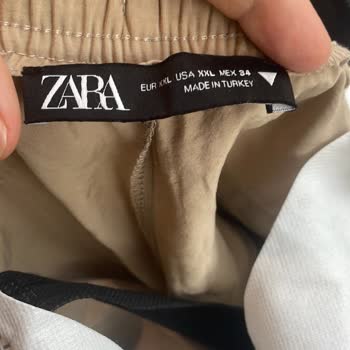 ZARA
EUR XXL USA XXL MEX 34
MADE IN TURKEY